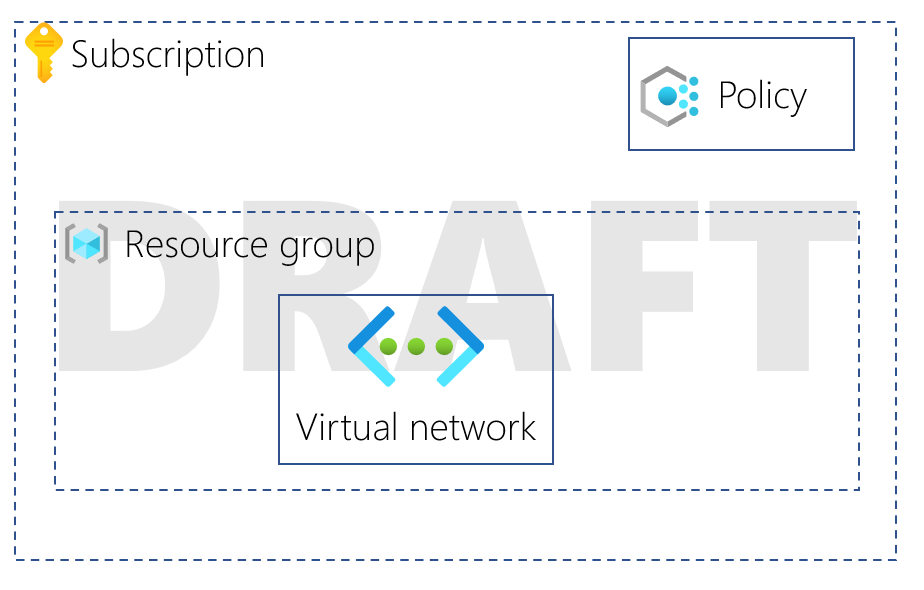 Subscription
Policy
DRAFT
Resource group
Virtual network